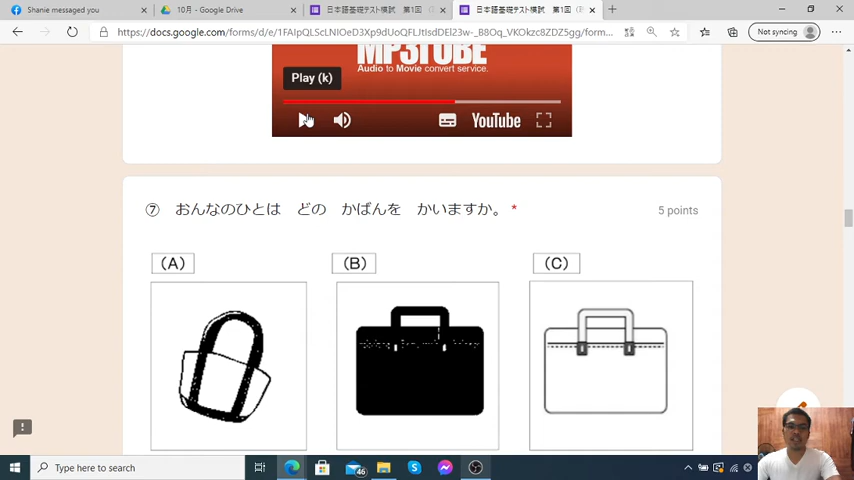 Shanie messaged you
10月 - Google Drive
日本語基礎テスト模試 第1回
日本語基礎テスト模試 第1回
https://docs.google.com/forms/d/e/1FAIpQLScLNIOeD3Xp9dUoQFLJtIsdDEl23w-_B8Oq_VKOkzc8ZDZ5gg/form...
Not syncing
MP3TUBE
Audio to Movie convert service.
Play (k)
YouTube
⑦ おんなのひとは どの かばんを かいますか。 *
5 points
(A)
(B)
(C)
Type here to search
46